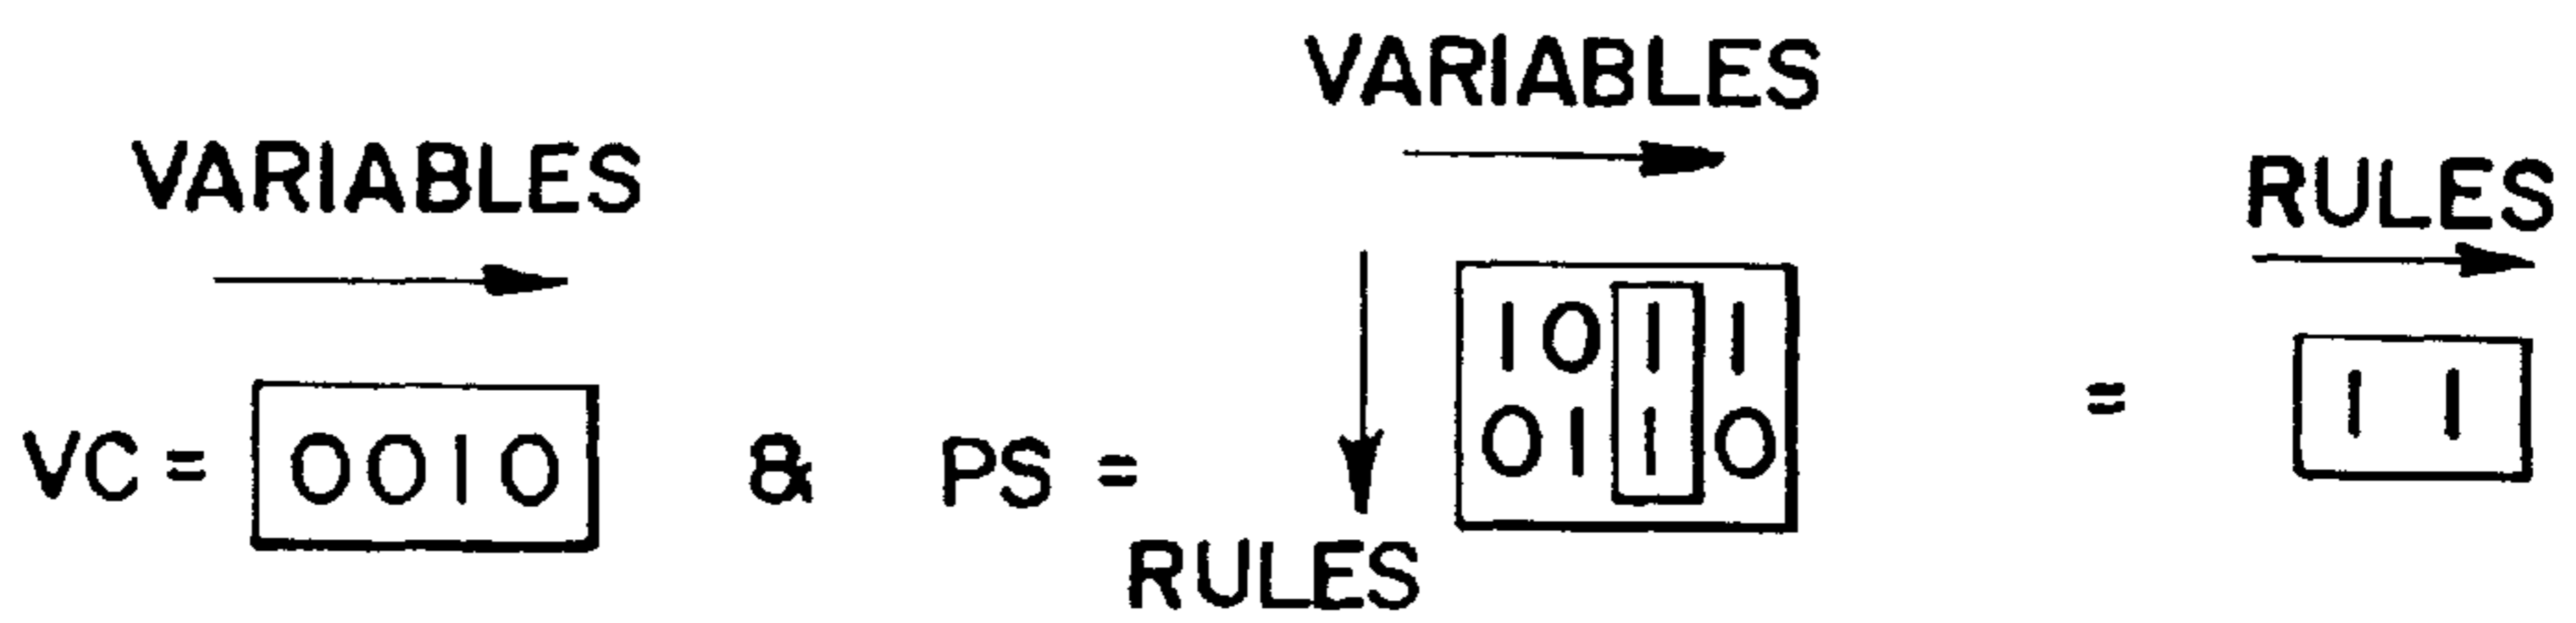 VARIABLES
VARIABLES
RULES
VC = 0010 & PS = 1011 = 11
0110
RULES